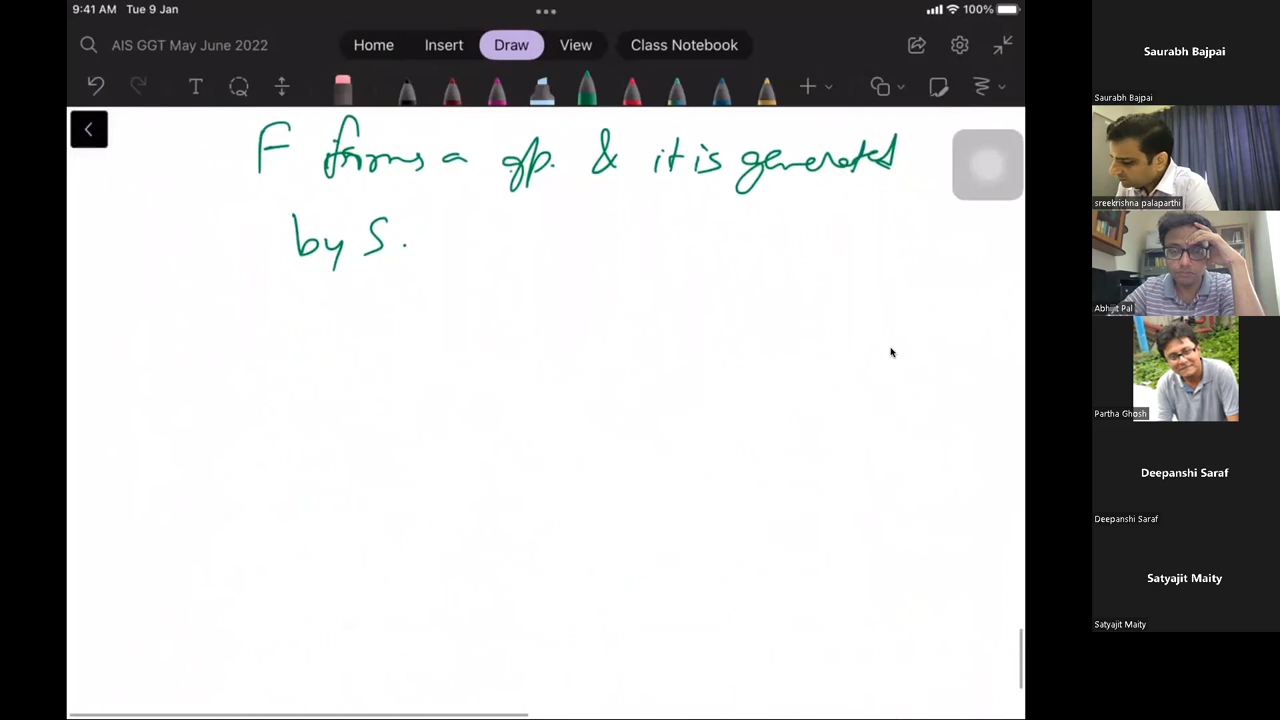 9:41 AM Tue 9 Jan
100%
AIS GGT May June 2022
Home Insert Draw View Class Notebook
T
F forms a gp. & it is generated
by S.
Saurabh Bajpai
Saurabh Bajpai
sreekrishna palaparthi
Abhijit Pal
Partha Ghosh
Deepanshi Saraf
Deepanshi Saraf
Satyajit Maity
Satyajit Maity